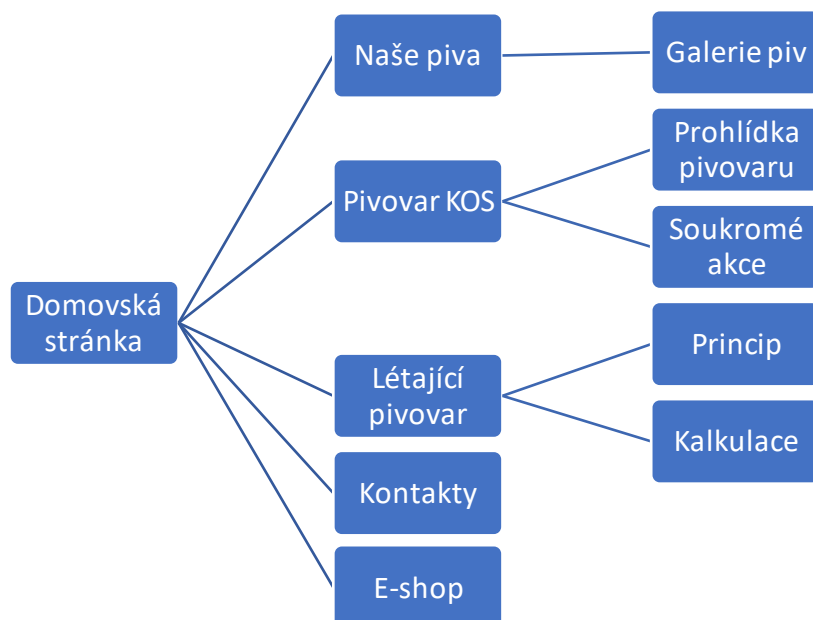 Domovská
stránka
Naše piva
Galerie piv
Pivovar KOS
Prohlídka
pivovaru
Soukromé
akce
Létající
pivovar
Princip
Kalkulace
Kontakty
E-shop